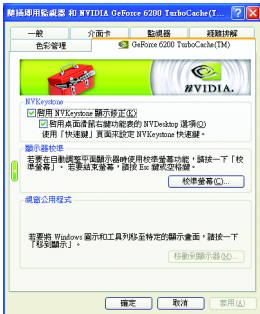 隨插即用監視器 和 NVIDIA GeForce 6200 TurboCache(T...
一般 介面卡 監視器 疑難排解
色彩管理 GeForce 6200 TurboCache(TM)
NVIDIA.
NVKeystone
啟用 NVKeystone 顯示修正(K)
啟用桌面滑鼠右鍵功能表的 NVDesktop 選項(O)
使用「快速鍵」頁面來設定 NVKeystone 快速鍵。
顯示器校準
若要在自動調整平面顯示器時使用校準螢幕功能，請按一下「校
準螢幕」。 若要結束螢幕，請按 Esc 鍵或空格鍵。
校準螢幕(C)...
視窗公用程式
若要將 Windows 圖示和工具列移至特定的顯示畫面，請按一下
「移到顯示」。
移動到顯示器(M)...
確定 取消 套用(A)